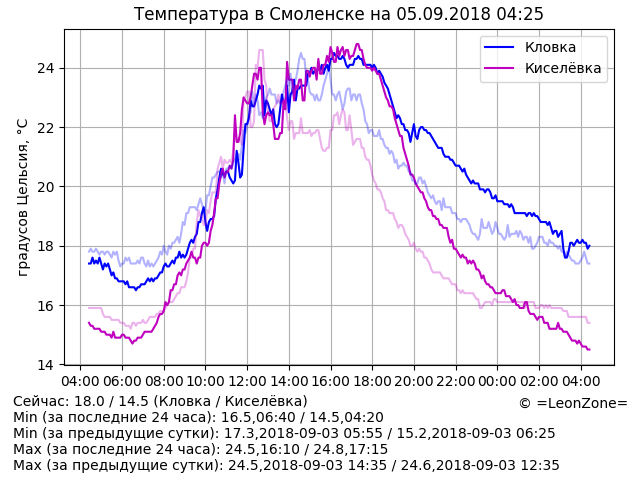 Температура в Смоленске на 05.09.2018 04:25
градусов Цельсия, °C
Кловка
Киселёвка
24
22
20
18
16
14
04:00 06:00 08:00 10:00 12:00 14:00 16:00 18:00 20:00 22:00 00:00 02:00 04:00
Сейчас: 18.0 / 14.5 (Кловка / Киселёвка)
© =LeonZone=
Min (за последние 24 часа): 16.5,06:40 / 14.5,04:20
Min (за предыдущие сутки): 17.3,2018-09-03 05:55 / 15.2,2018-09-03 06:25
Max (за последние 24 часа): 24.5,16:10 / 24.8,17:15
Max (за предыдущие сутки): 24.5,2018-09-03 14:35 / 24.6,2018-09-03 12:35